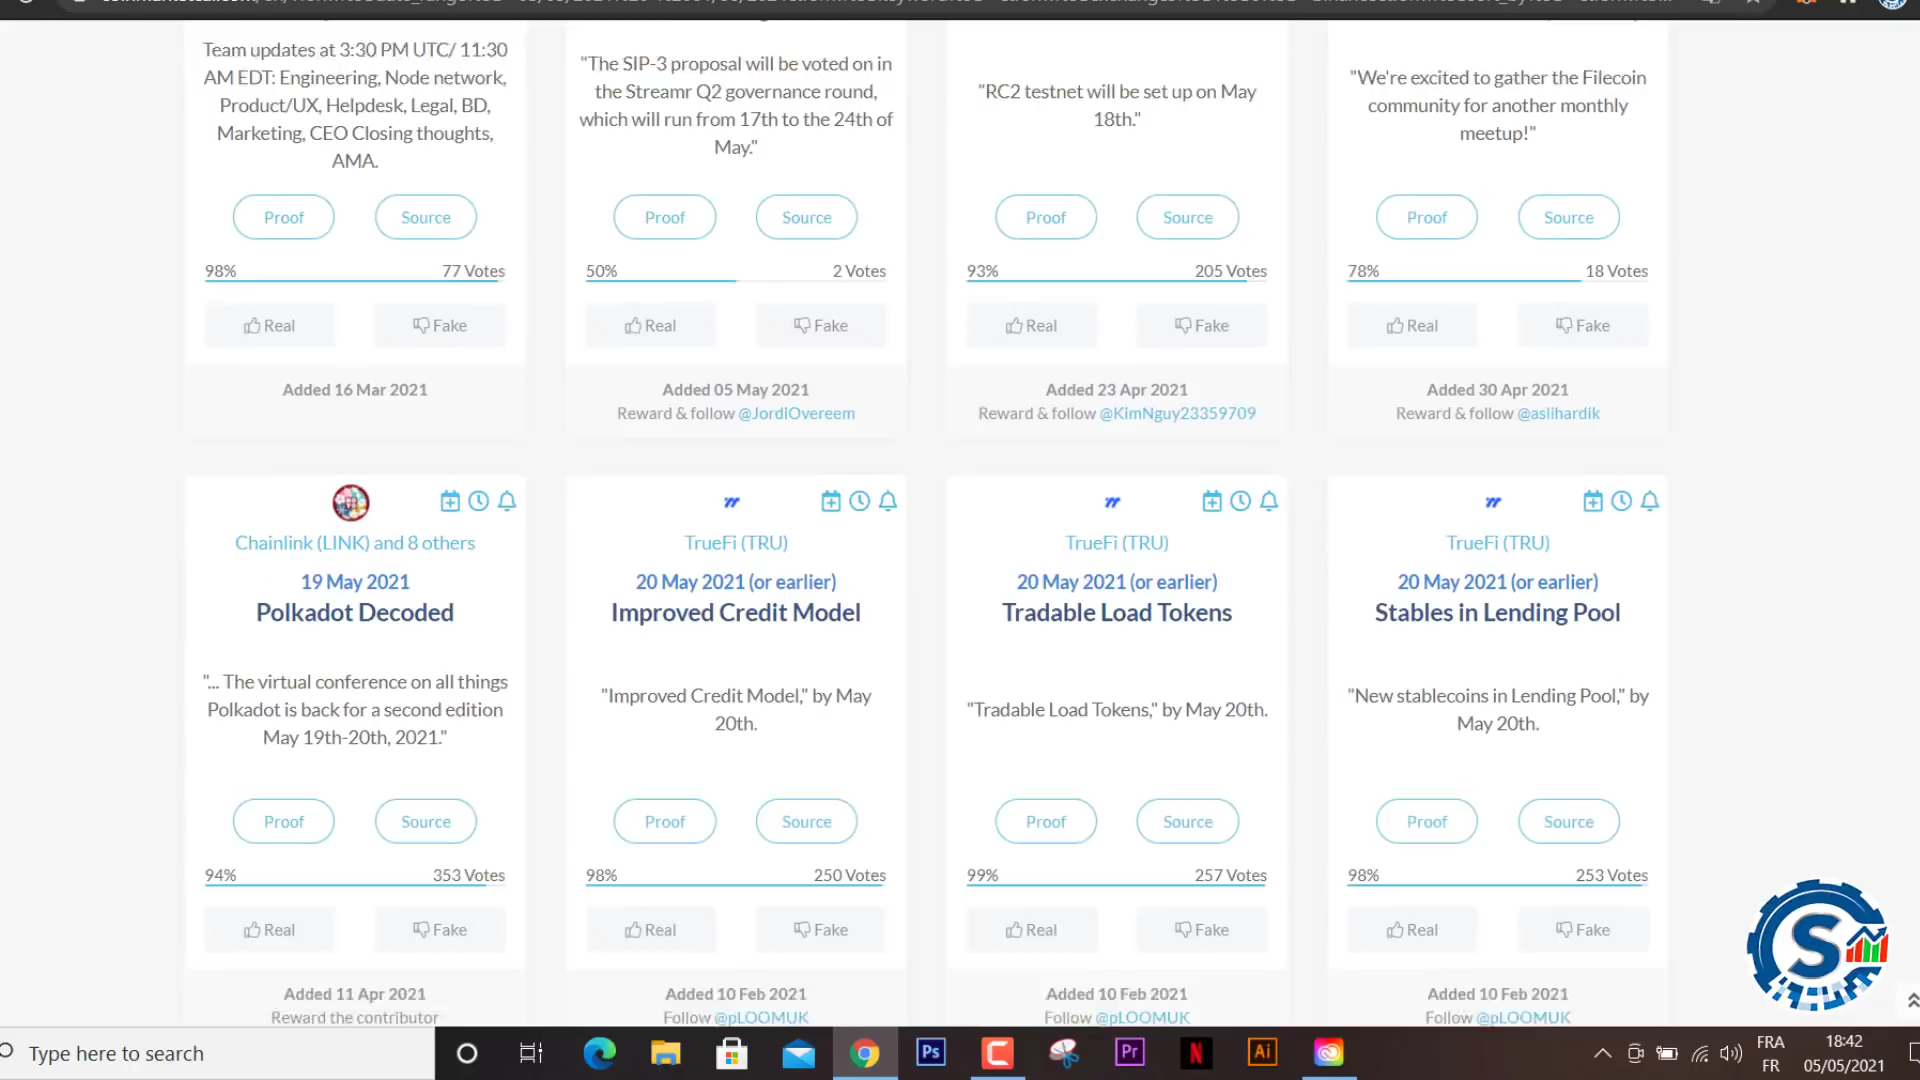 Team updates at 3:30 PM UTC/ 11:30
AM EDT: Engineering, Node network,
Product/UX, Helpdesk, Legal, BD,
Marketing, CEO Closing thoughts,
AMA.
Proof Source
98% 77 Votes
Real Fake
Added 16 Mar 2021
"The SIP-3 proposal will be voted on in
the Streamr Q2 governance round,
which will run from 17th to the 24th of
May."
Proof Source
50% 2 Votes
Real Fake
Added 05 May 2021
Reward & follow @JordiOvereem
"RC2 testnet will be set up on May
18th."
Proof Source
93% 205 Votes
Real Fake
Added 23 Apr 2021
Reward & follow @KimNguy23359709
"We're excited to gather the Filecoin
community for another monthly
meetup!"
Proof Source
78% 18 Votes
Real Fake
Added 30 Apr 2021
Reward & follow @asiihardik
Chainlink (LINK) and 8 others
19 May 2021
Polkadot Decoded
"... The virtual conference on all things
Polkadot is back for a second edition
May 19th-20th, 2021."
Proof Source
94% 353 Votes
Real Fake
Added 11 Apr 2021
Reward the contributor
TrueFi (TRU)
20 May 2021 (or earlier)
Improved Credit Model
"Improved Credit Model," by May
20th.
Proof Source
98% 250 Votes
Real Fake
Added 10 Feb 2021
Follow @pLOOMUK
TrueFi (TRU)
20 May 2021 (or earlier)
Tradable Load Tokens
"Tradable Load Tokens," by May 20th.
Proof Source
99% 257 Votes
Real Fake
Added 10 Feb 2021
Follow @pLOOMUK
TrueFi (TRU)
20 May 2021 (or earlier)
Stables in Lending Pool
"New stablecoins in Lending Pool," by
May 20th.
Proof Source
98% 253 Votes
Real Fake
Added 10 Feb 2021
Follow @pLOOMUK
S
Type here to search
Ps
C
Pr
N
Ai
FRA
FR
18:42
05/05/2021